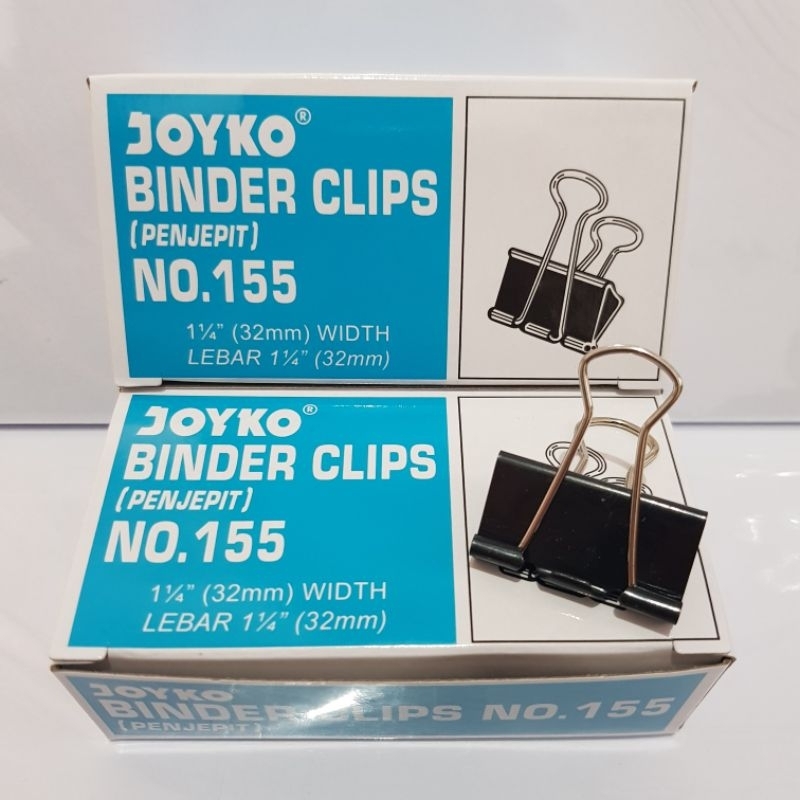 JOYKO®
BINDER CLIPS
(PENJEPIT)
NO.155
1¼” (32mm) WIDTH
LEBAR 1¼” (32mm)
JOYKO®
BINDER CLIPS
(PENJEPIT)
NO.155
1¼” (32mm) WIDTH
LEBAR 1¼” (32mm)
JOYKO
BINDER CLIPS NO.155
(PENJEPIT)